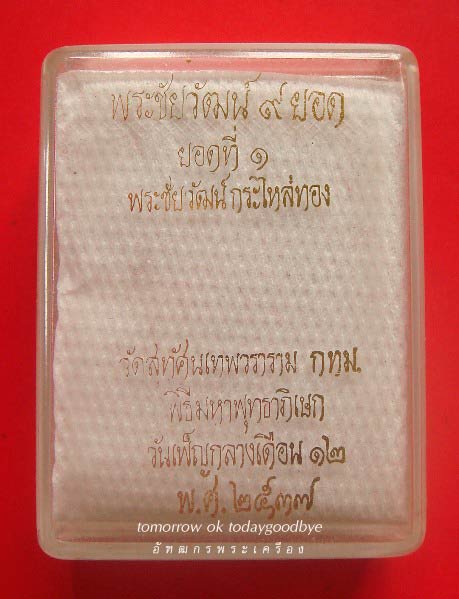 พระชัยวัฒน์ ๙ ยอด
ยอดที่ ๑
พระชัยวัฒน์กระไหล่ทอง
วัดสุทัศนเทพวราราม กทม.
พิธีมหาพุทธาภิเษก
วันเพ็ญกลางเดือน ๑๒
พ.ศ. ๒๕๓๗
tomorrow ok todaygoodbye
อัทฒกรพระเครื่อง